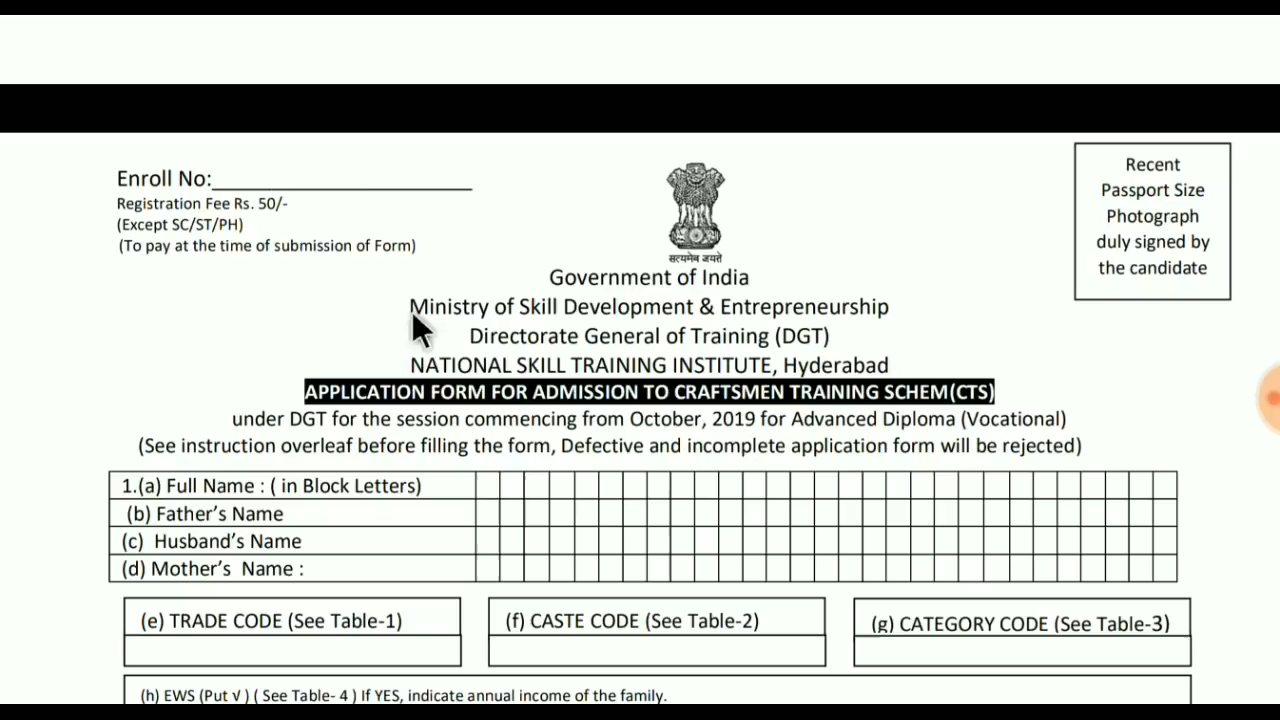 Enroll No:
Registration Fee Rs. 50/-
(Except SC/ST/PH)
(To pay at the time of submission of Form)
सत्यमेव जयते
Recent
Passport Size
Photograph
duly signed by
the candidate
Government of India
Ministry of Skill Development & Entrepreneurship
Directorate General of Training (DGT)
NATIONAL SKILL TRAINING INSTITUTE, Hyderabad
APPLICATION FORM FOR ADMISSION TO CRAFTSMEN TRAINING SCHEM(CTS)
under DGT for the session commencing from October, 2019 for Advanced Diploma (Vocational)
(See instruction overleaf before filling the form, Defective and incomplete application form will be rejected)
1.(a) Full Name : ( in Block Letters)
(b) Father's Name
(c) Husband's Name
(d) Mother's Name :
(e) TRADE CODE (See Table-1)
(f) CASTE CODE (See Table-2)
(g) CATEGORY CODE (See Table-3)
(h) EWS (Put √ ) ( See Table- 4 ) If YES, indicate annual income of the family.